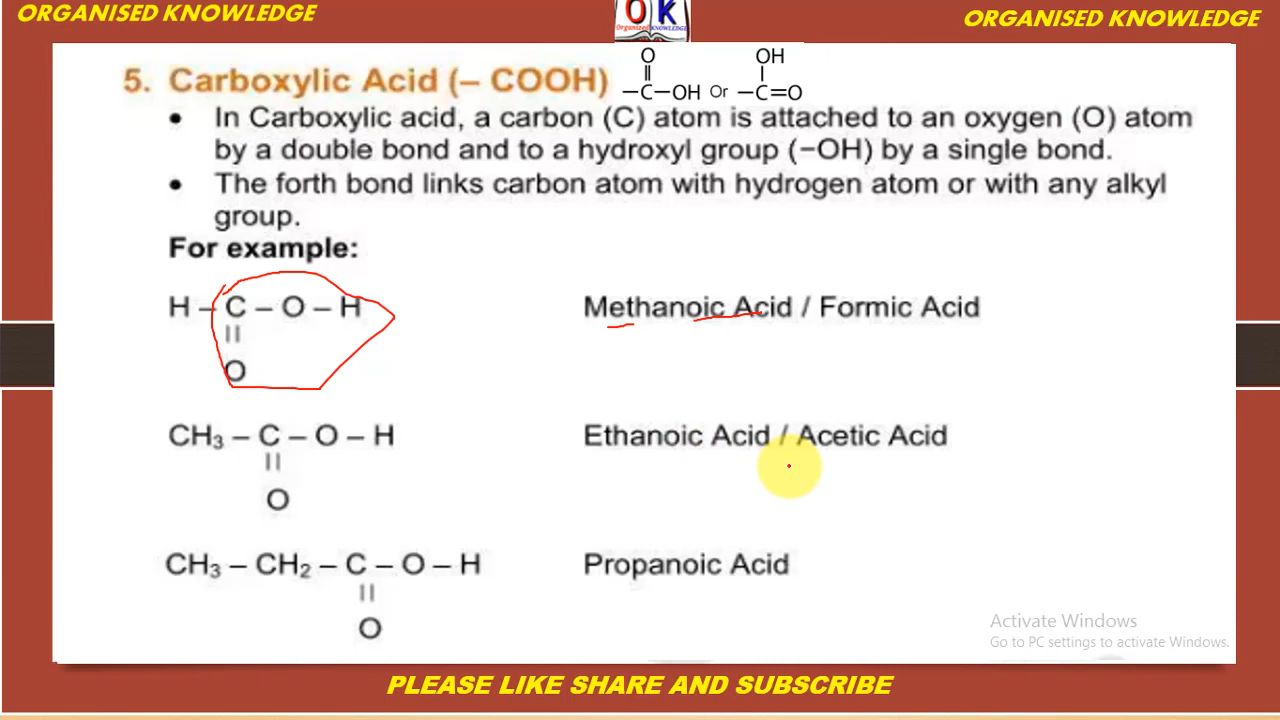 ORGANISED KNOWLEDGE
OK
Organized KNOWLEDGE
ORGANISED KNOWLEDGE
5. Carboxylic Acid (– COOH)
O
||
–C–OH Or
OH
|
–C=O
• In Carboxylic acid, a carbon (C) atom is attached to an oxygen (O) atom
by a double bond and to a hydroxyl group (−OH) by a single bond.
• The forth bond links carbon atom with hydrogen atom or with any alkyl
group.
For example:
H – C – O – H
||
O
Methanoic Acid / Formic Acid
CH₃ – C – O – H
||
O
Ethanoic Acid / Acetic Acid
CH₃ – CH₂ – C – O – H
||
O
Propanoic Acid
Activate Windows
Go to PC settings to activate Windows.
PLEASE LIKE SHARE AND SUBSCRIBE